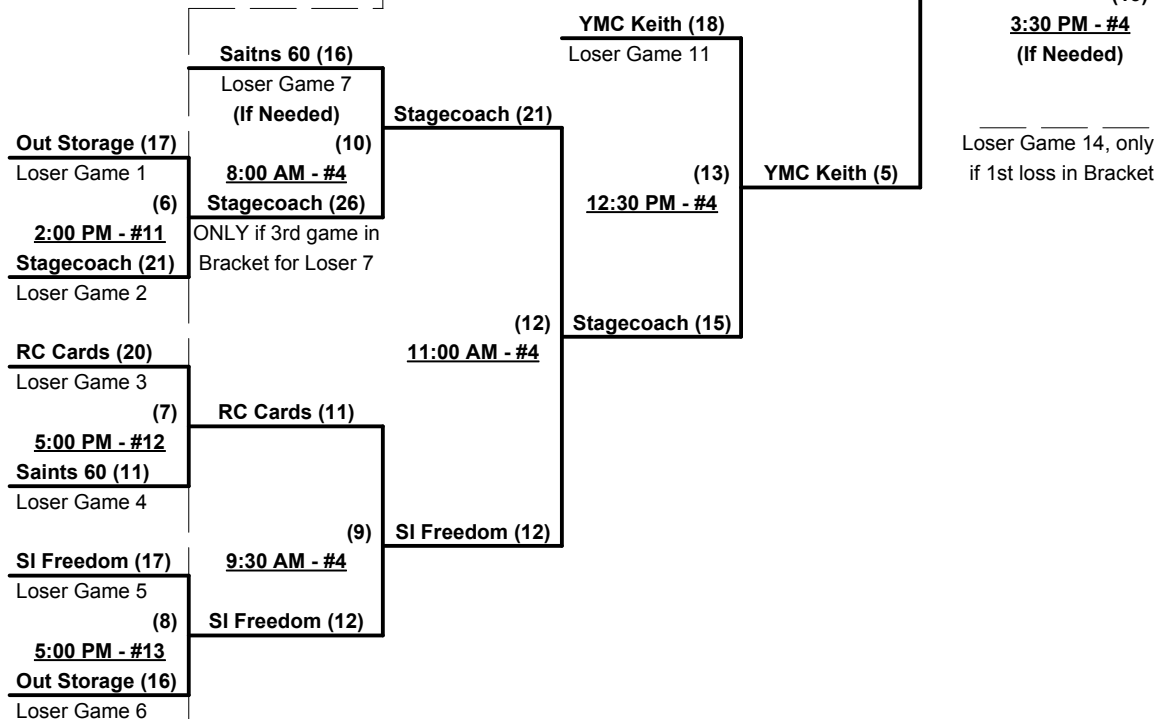 YMC Keith (18)
3:30 PM - #4
Saitns 60 (16)
Loser Game 11
(If Needed)
Loser Game 7
(If Needed)
Stagecoach (21)
Out Storage (17)
(10)
Loser Game 1
8:00 AM - #4
(6)
Stagecoach (26)
2:00 PM - #11
ONLY if 3rd game in
Stagecoach (21)
Bracket for Loser 7
Loser Game 2
(13)
12:30 PM - #4
YMC Keith (5)
Loser Game 14, only
if 1st loss in Bracket
(12)
Stagecoach (15)
11:00 AM - #4
RC Cards (20)
Loser Game 3
(7)
RC Cards (11)
5:00 PM - #12
Saints 60 (11)
Loser Game 4
(9)
SI Freedom (12)
9:30 AM - #4
SI Freedom (17)
Loser Game 5
(8)
SI Freedom (12)
5:00 PM - #13
Out Storage (16)
Loser Game 6